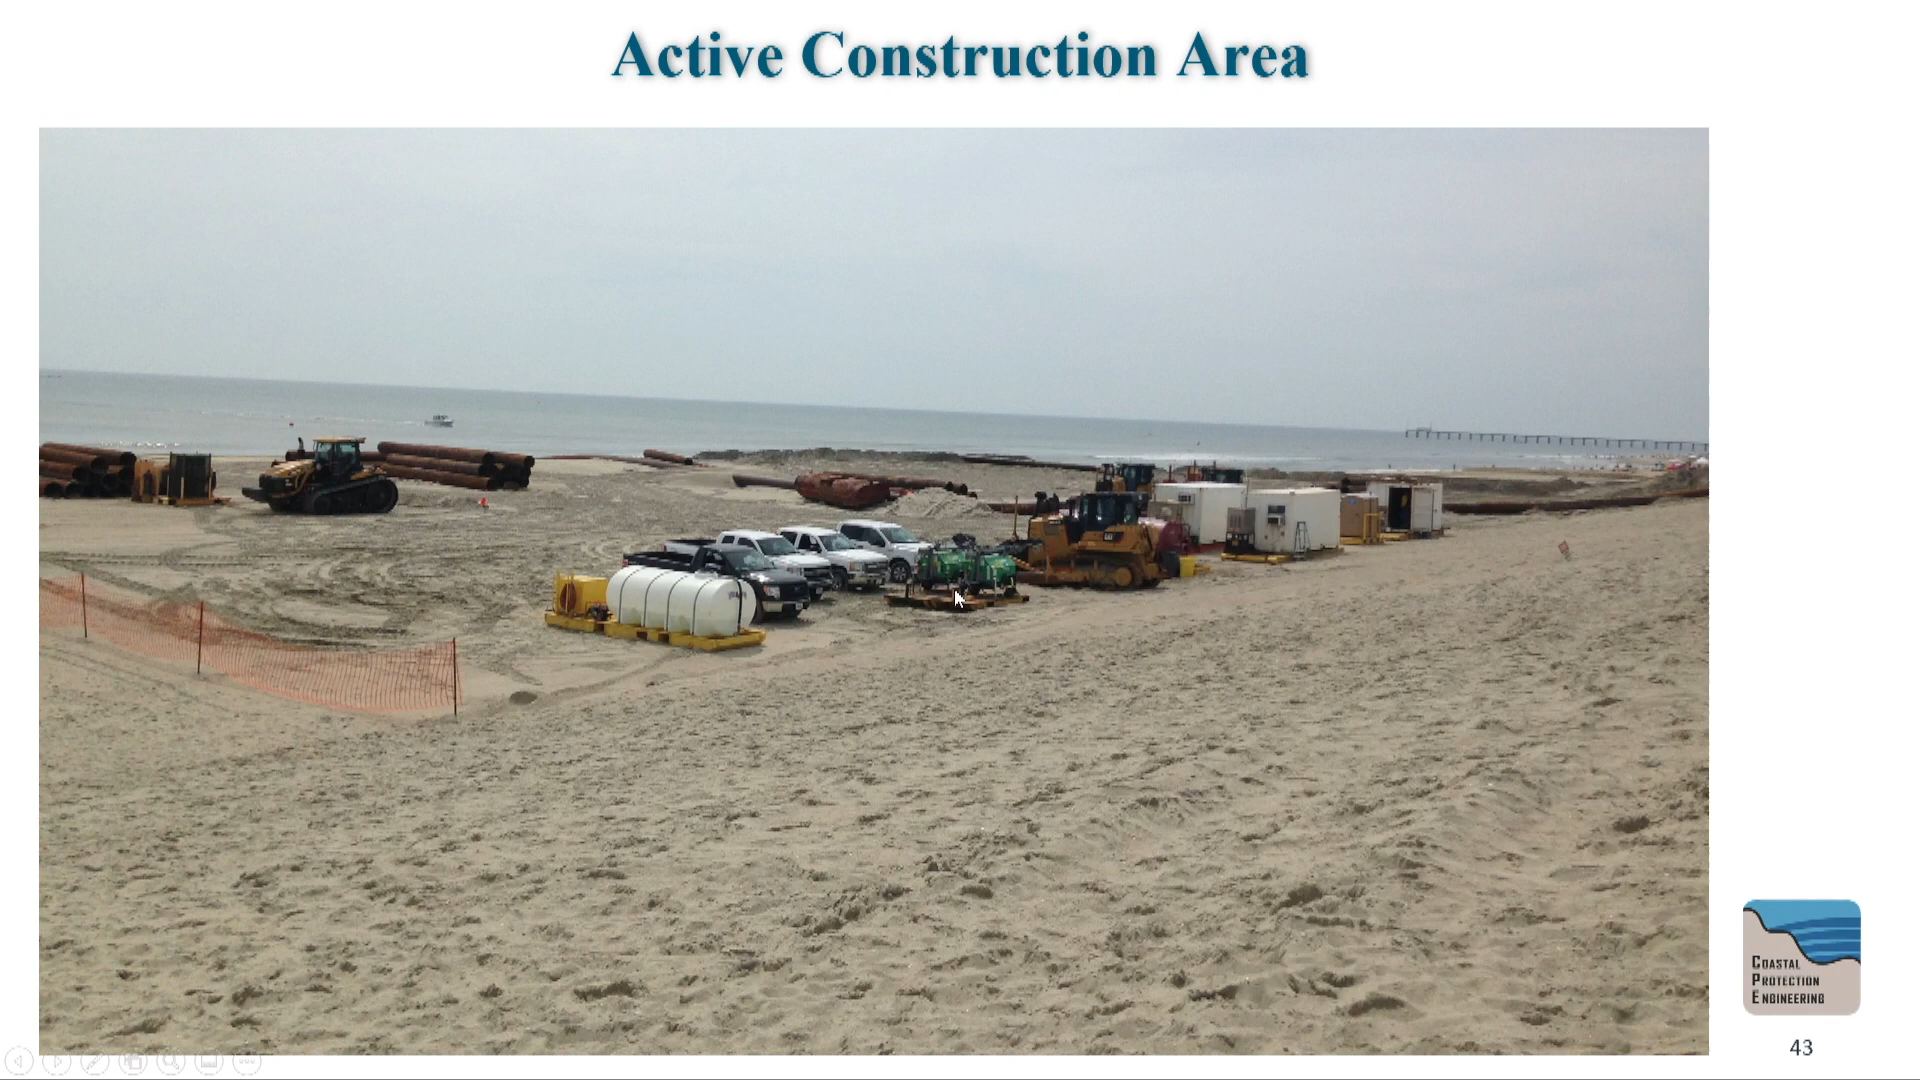 Active Construction Area
COASTAL
PROTECTION
ENGINEERING
43